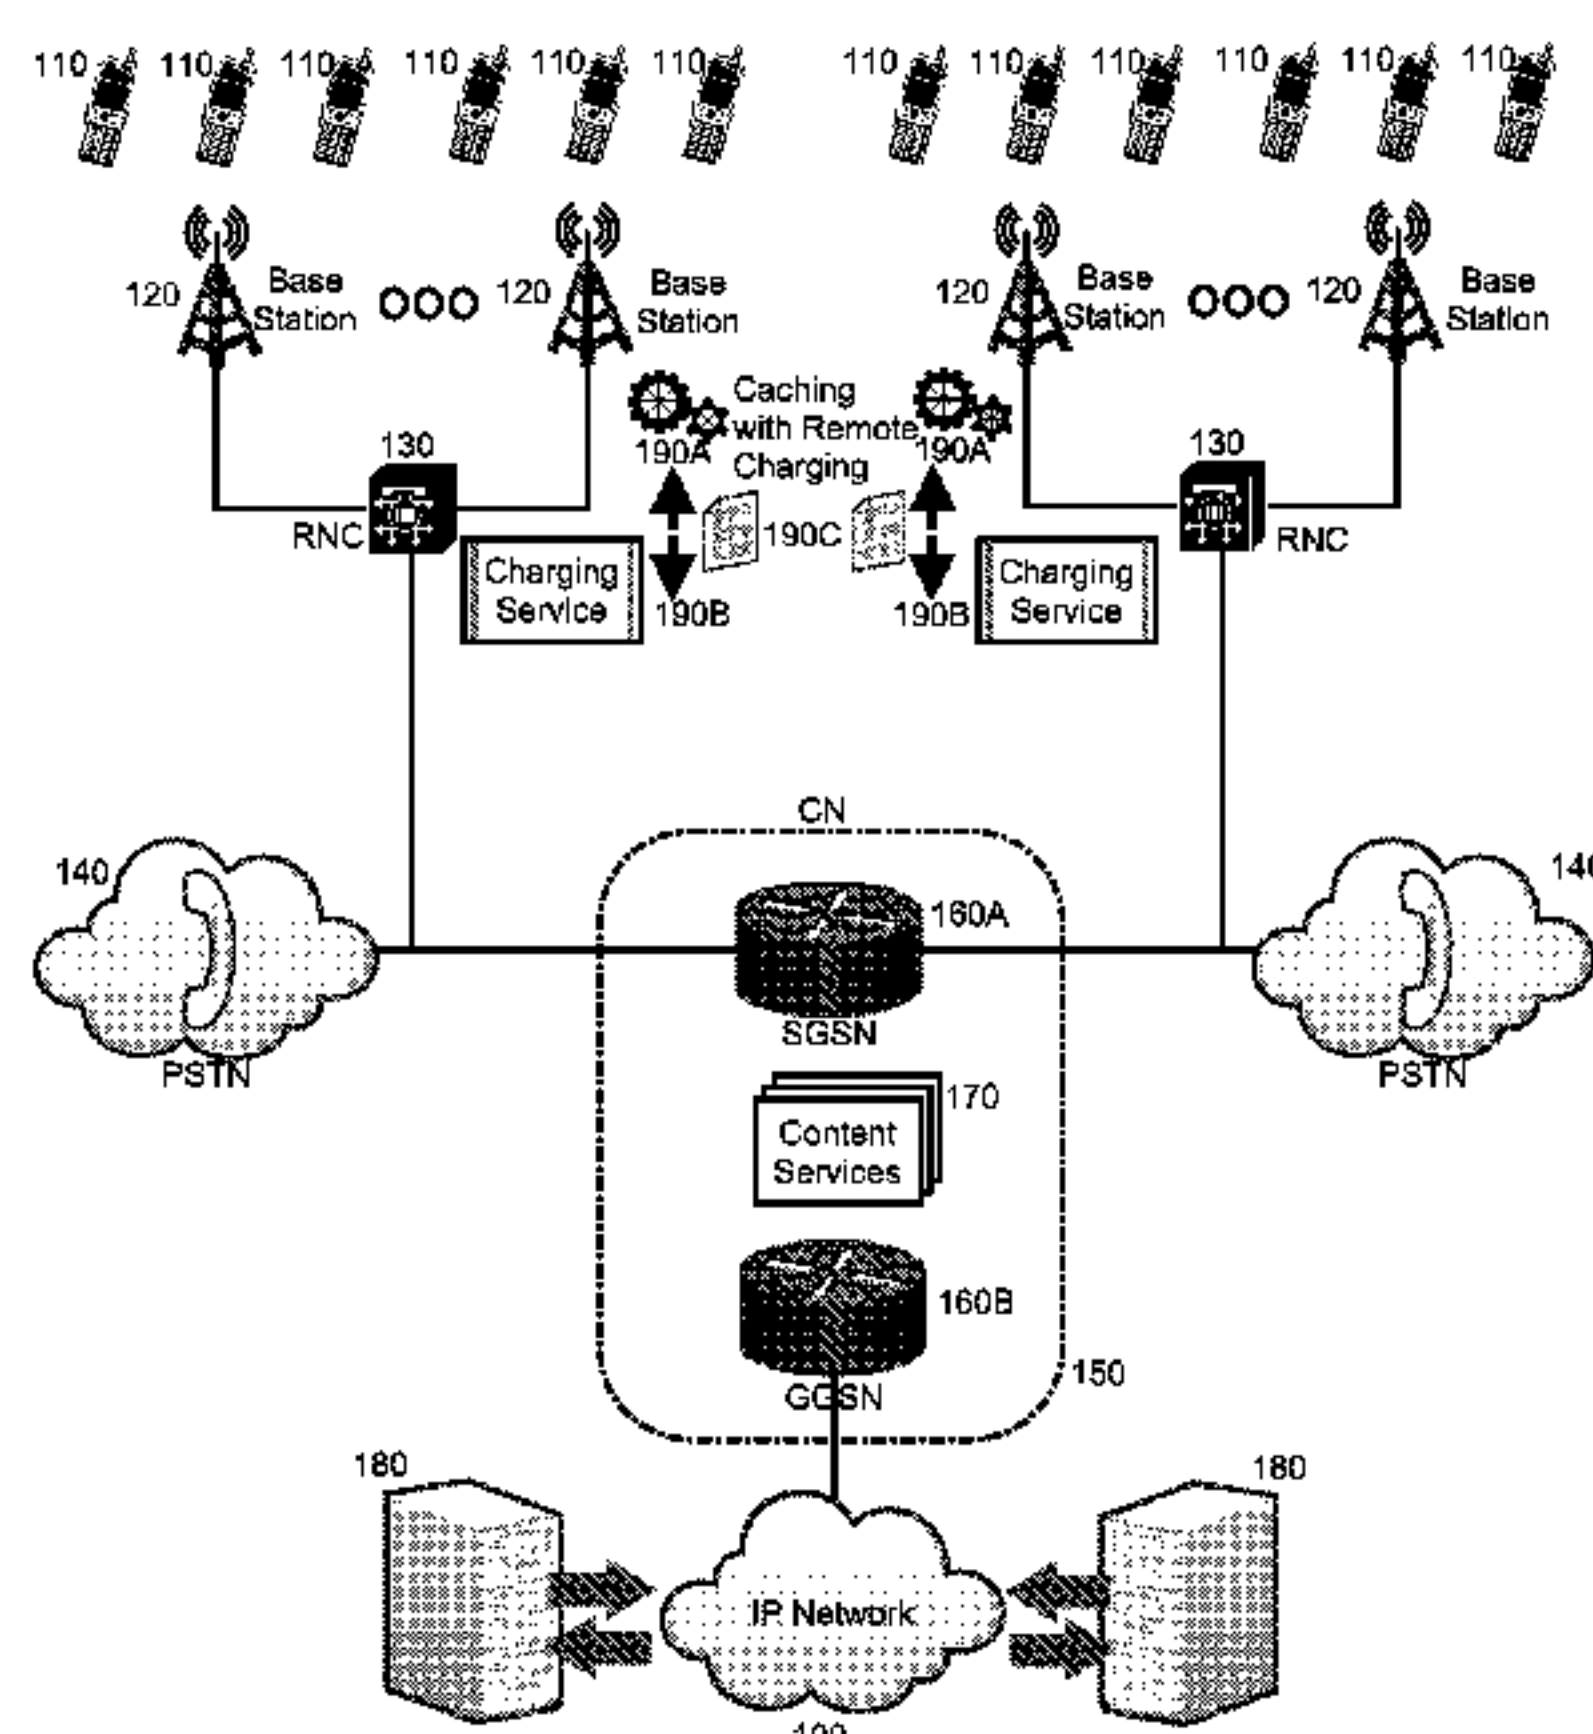 110 110 110 110 110 110 110 110 110 110 110 110
120 Base Station 120 Base Station 120 Base Station 120 Base Station
Caching
with Remote
Charging
190A 190A
130 130
RNC RNC
190C
Charging
Service
Charging
Service
190B 190B
CN
140 140
160A
SGSN
PSTN PSTN
170
Content
Services
160B
GGSN
150
180 180
IP Network